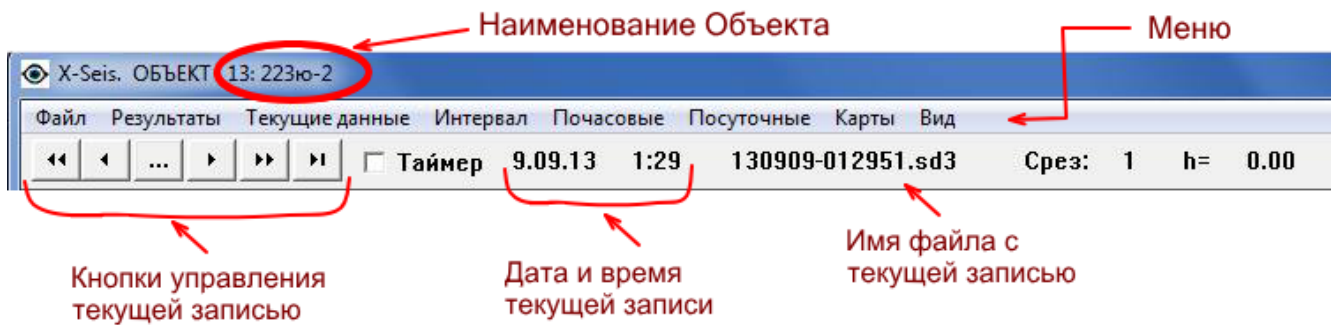 Наименование Объекта
Меню
X-Seis. ОБЪЕКТ 13: 223ю-2
Файл Результаты Текущие данные Интервал Почасовые Посуточные Карты Вид
... Таймер 9.09.13 1:29 130909-012951.sd3 Срез: 1 h= 0.00
Кнопки управления
текущей записью
Дата и время
текущей записи
Имя файла с
текущей записью